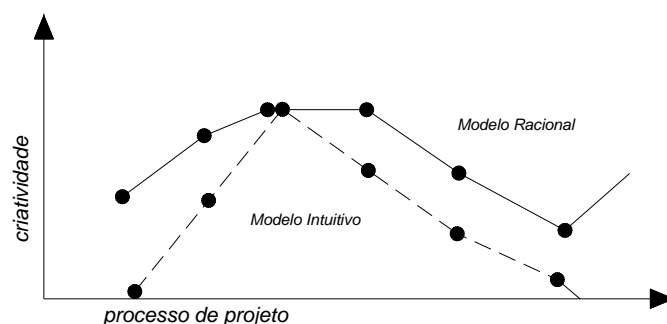 criatividade
Modelo Racional
Modelo Intuitivo
processo de projeto